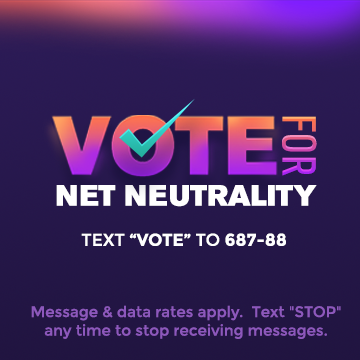 VOTE FOR
NET NEUTRALITY
TEXT “VOTE” TO 687-88
Message & data rates apply.  Text "STOP"
any time to stop receiving messages.